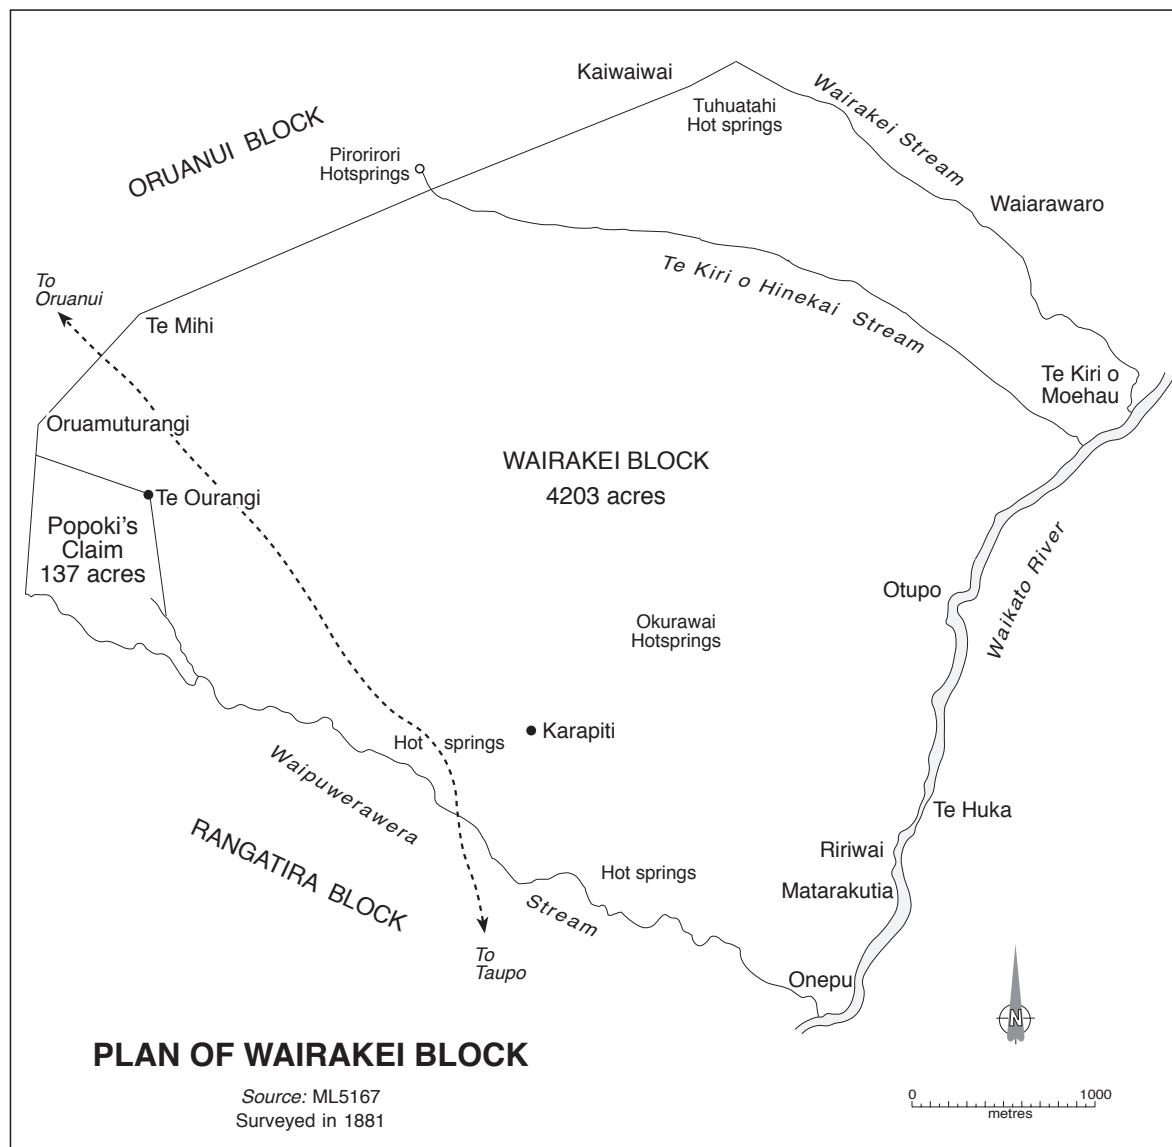 Kaiwaiwai
Wairakei Stream
Tuhuatahi
Hot springs
ORUANUI BLOCK
Pirorirori
Hotsprings
Waiarawaro
Te Kiri o Hinekai Stream
To
Oruanui
Te Mihi
Te Kiri o
Moehau
Oruamuturangi
WAIRAKEI BLOCK
4203 acres
Te Ourangi
Popoki's
Claim
137 acres
Waikato River
Otupo
Okurawai
Hotsprings
Karapiti
Hot springs
Waipuwerawera
Stream
Te Huka
RANGATIRA BLOCK
Ririwai
Hot springs
Matarakutia
To
Taupo
Onepu
N
PLAN OF WAIRAKEI BLOCK
Source: ML5167
Surveyed in 1881
0 1000
metres